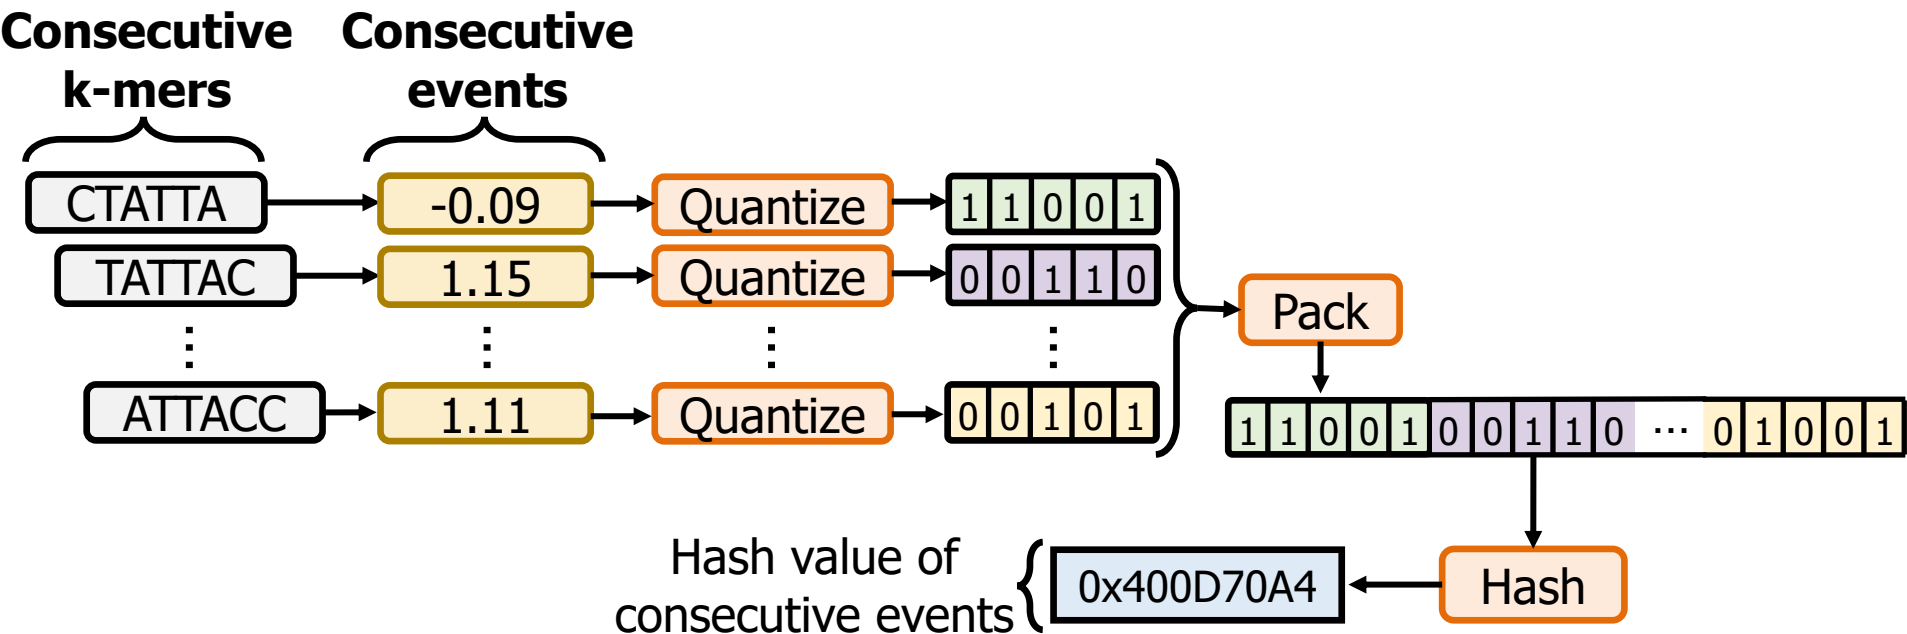 Consecutive k-mers
Consecutive events
CTATTA
-0.09
Quantize
1 1 0 0 1
TATTAC
1.15
Quantize
0 0 1 1 0
Pack
⋮ ⋮ ⋮ ⋮
ATTACC
1.11
Quantize
0 0 1 0 1
1 1 0 0 1 0 0 1 1 0 ... 0 1 0 0 1
Hash value of
consecutive events
0x400D70A4
Hash